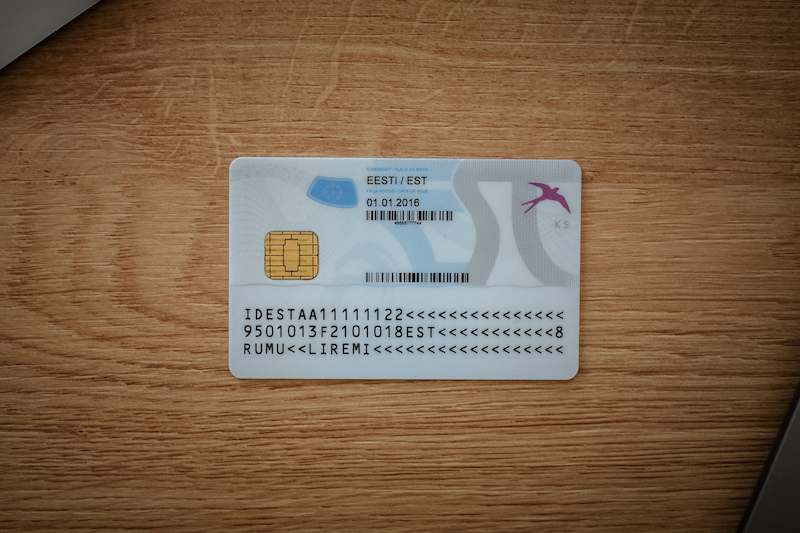 SÜNNIKOHT / PLACE OF BIRTH
EESTI / EST
VÄLJA ANTUD / DATE OF ISSUE
01.01.2016
KS
IDESTAA11111122<<<<<<<<<<<<<<<
9501013F2101018EST<<<<<<<<<<<8
RUMU<<LIREMI<<<<<<<<<<<<<<<<<<